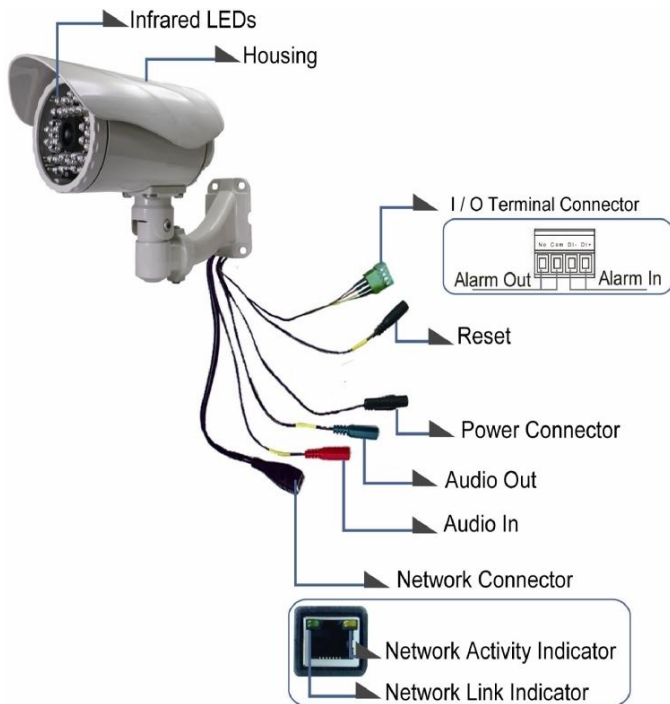 Infrared LEDs
Housing
I / O Terminal Connector
No Com DI- DI+
Alarm Out
Alarm In
Reset
Power Connector
Audio Out
Audio In
Network Connector
Network Activity Indicator
Network Link Indicator